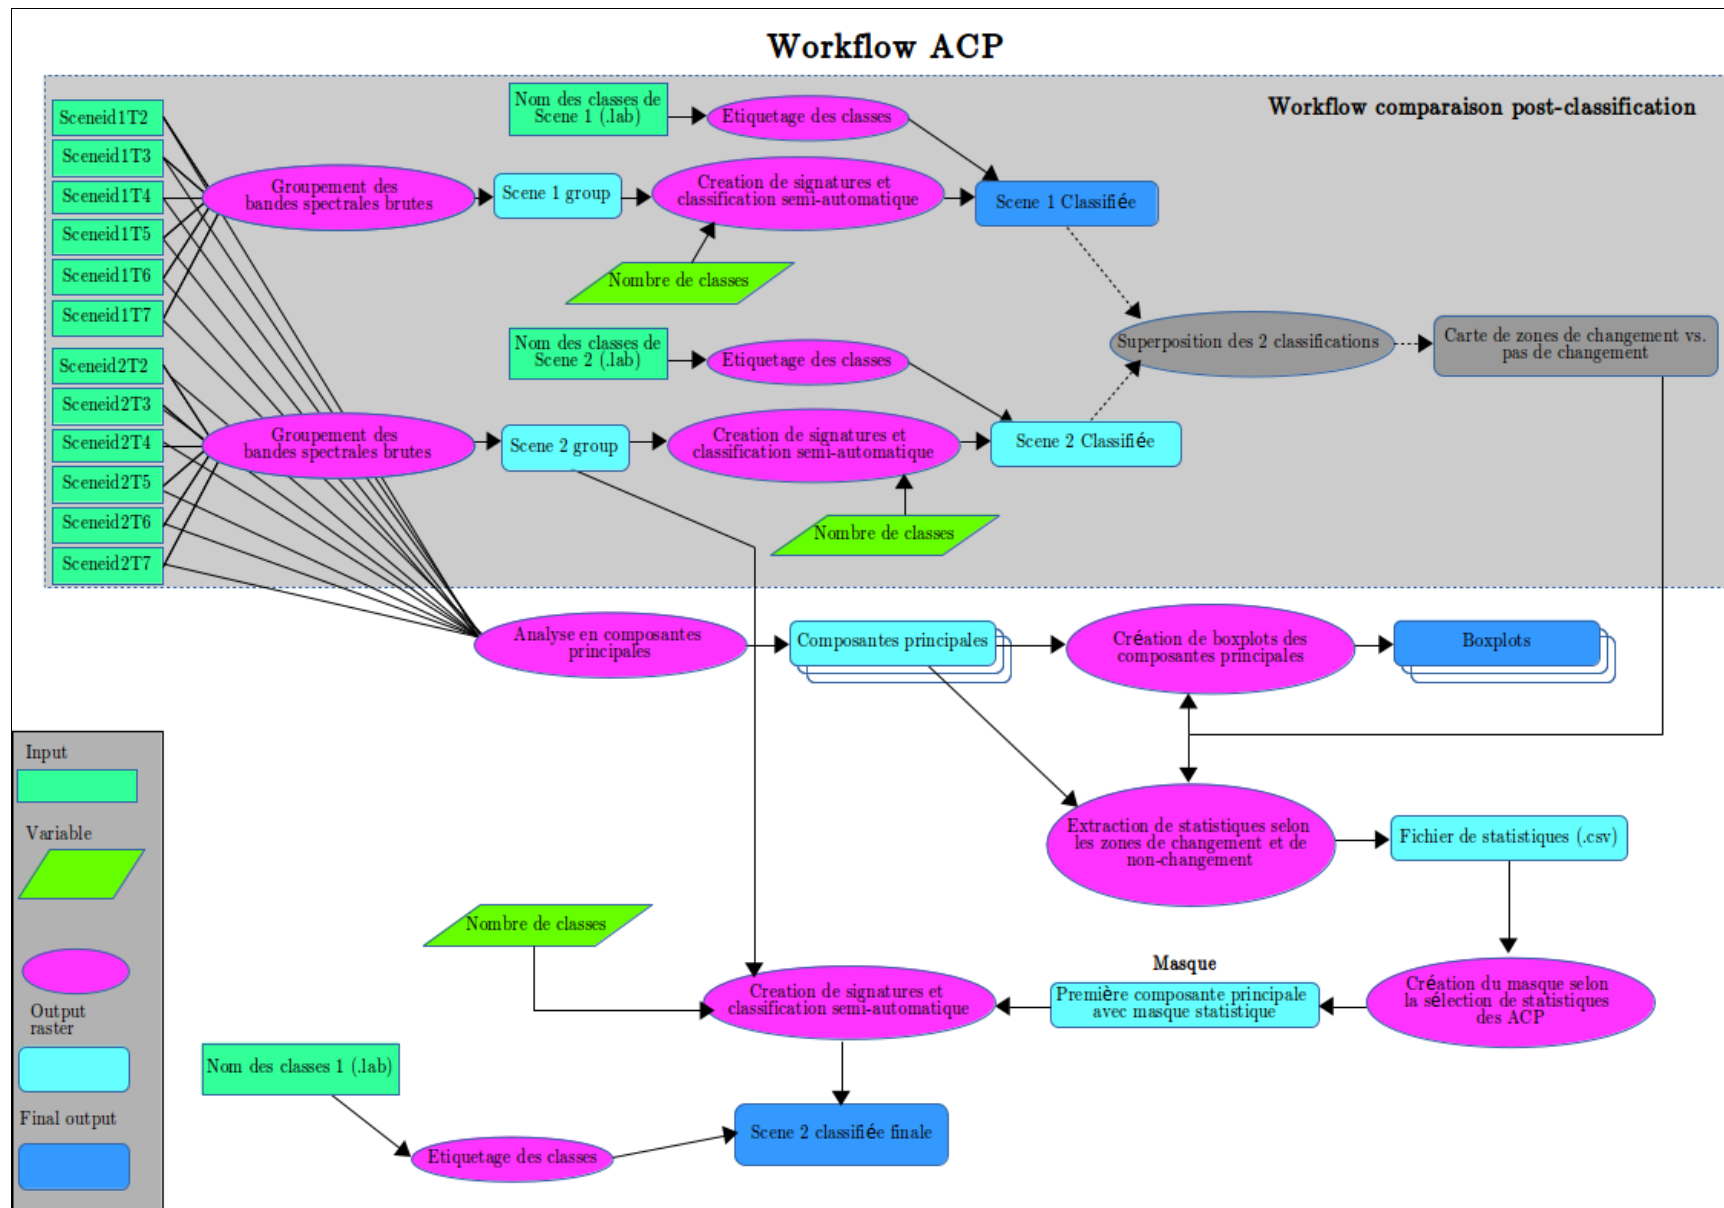 Workflow ACP
Workflow comparaison post-classification
Sceneid1T2
Sceneid1T3
Sceneid1T4
Sceneid1T5
Sceneid1T6
Sceneid1T7
Sceneid2T2
Sceneid2T3
Sceneid2T4
Sceneid2T5
Sceneid2T6
Sceneid2T7
Nom des classes de
Scene 1 (.lab)
Etiquetage des classes
Groupement des
bandes spectrales brutes
Scene 1 group
Creation de signatures et
classification semi-automatique
Scene 1 Classifiée
Nombre de classes
Nom des classes de
Scene 2 (.lab)
Etiquetage des classes
Superposition des 2 classifications
Carte de zones de changement vs.
pas de changement
Groupement des
bandes spectrales brutes
Scene 2 group
Creation de signatures et
classification semi-automatique
Scene 2 Classifiée
Nombre de classes
Analyse en composantes
principales
Composantes principales
Création de boxplots des
composantes principales
Boxplots
Extraction de statistiques selon
les zones de changement et de
non-changement
Fichier de statistiques (.csv)
Nombre de classes
Creation de signatures et
classification semi-automatique
Masque
Première composante principale
avec masque statistique
Création du masque selon
la sélection de statistiques
des ACP
Nom des classes 1 (.lab)
Etiquetage des classes
Scene 2 classifiée finale
Input
Variable
Output
raster
Final output